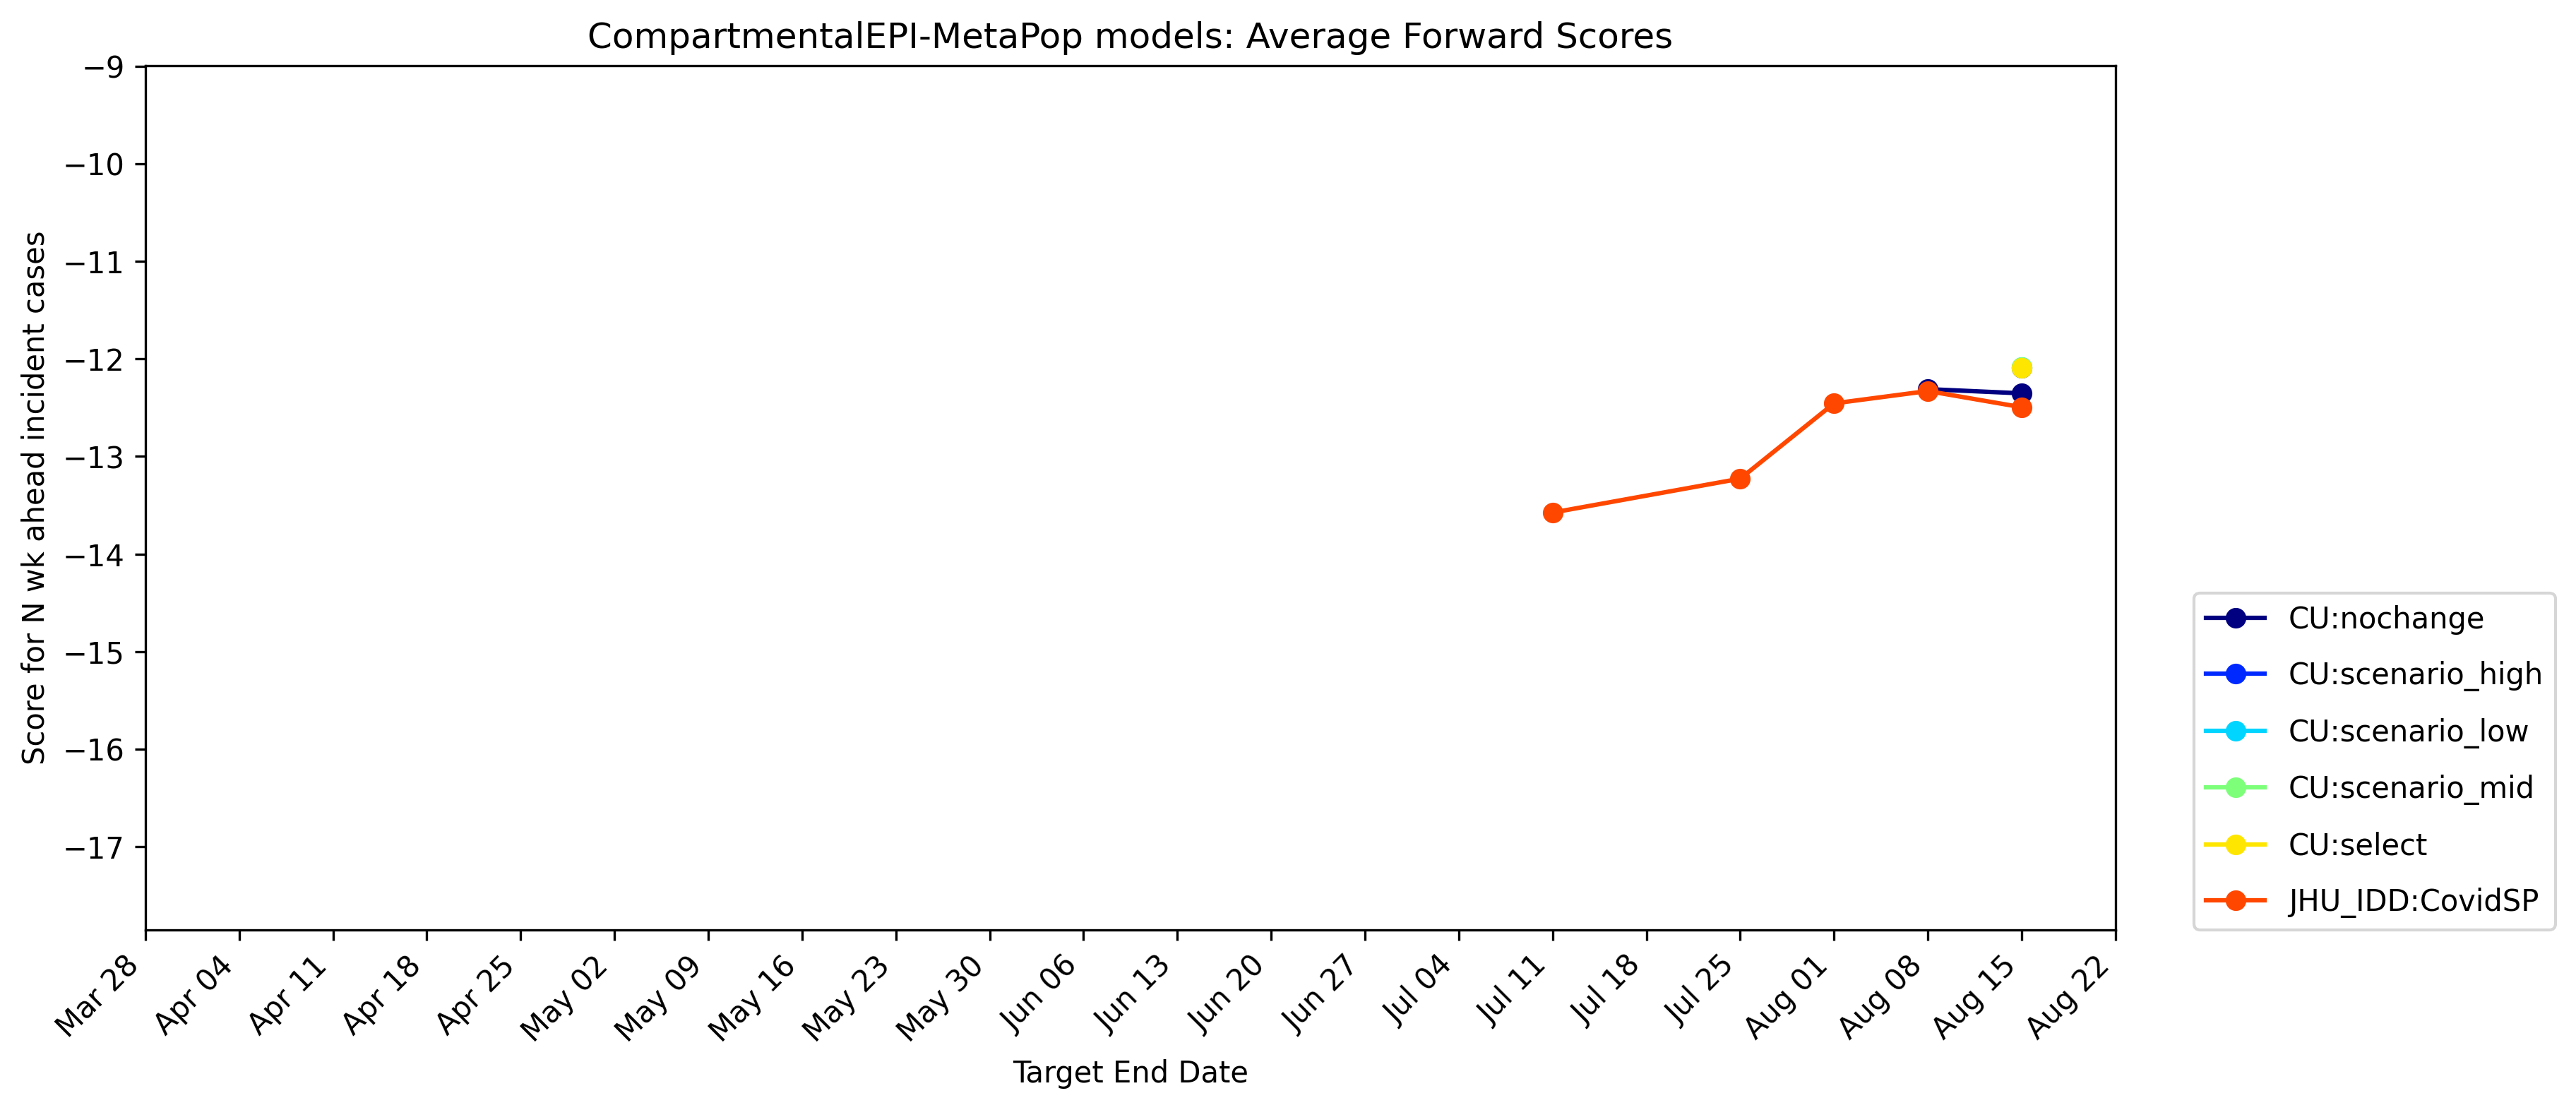 CompartmentalEPI-MetaPop models: Average Forward Scores
Score for N wk ahead incident cases
−9
−10
−11
−12
−13
−14
−15
−16
−17
Mar 28
Apr 04
Apr 11
Apr 18
Apr 25
May 02
May 09
May 16
May 23
May 30
Jun 06
Jun 13
Jun 20
Jun 27
Jul 04
Jul 11
Jul 18
Jul 25
Aug 01
Aug 08
Aug 15
Aug 22
Target End Date
CU:nochange
CU:scenario_high
CU:scenario_low
CU:scenario_mid
CU:select
JHU_IDD:CovidSP